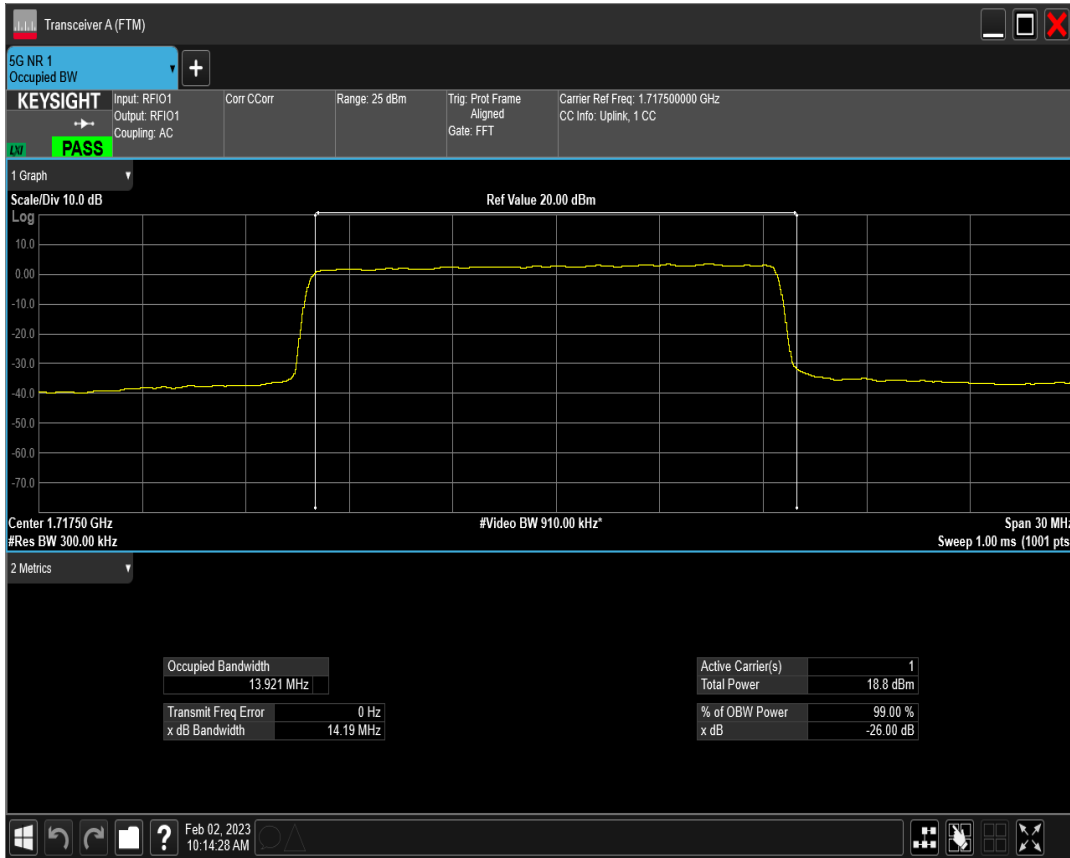 Transceiver A (FTM)
5G NR 1
Occupied BW
+
KEYSIGHT
LXI
PASS
Input: RFIO1
Output: RFIO1
Coupling: AC
Corr CCorr
Range: 25 dBm
Trig: Prot Frame
Aligned
Gate: FFT
Carrier Ref Freq: 1.717500000 GHz
CC Info: Uplink, 1 CC
1 Graph
Scale/Div 10.0 dB
Ref Value 20.00 dBm
Log
10.0
0.00
-10.0
-20.0
-30.0
-40.0
-50.0
-60.0
-70.0
Center 1.71750 GHz
#Video BW 910.00 kHz*
Span 30 MHz
#Res BW 300.00 kHz
Sweep 1.00 ms (1001 pts
2 Metrics
Occupied Bandwidth
13.921 MHz
Transmit Freq Error 0 Hz
x dB Bandwidth 14.19 MHz
Active Carrier(s) 1
Total Power 18.8 dBm
% of OBW Power 99.00 %
x dB -26.00 dB
?
Feb 02, 2023
10:14:28 AM